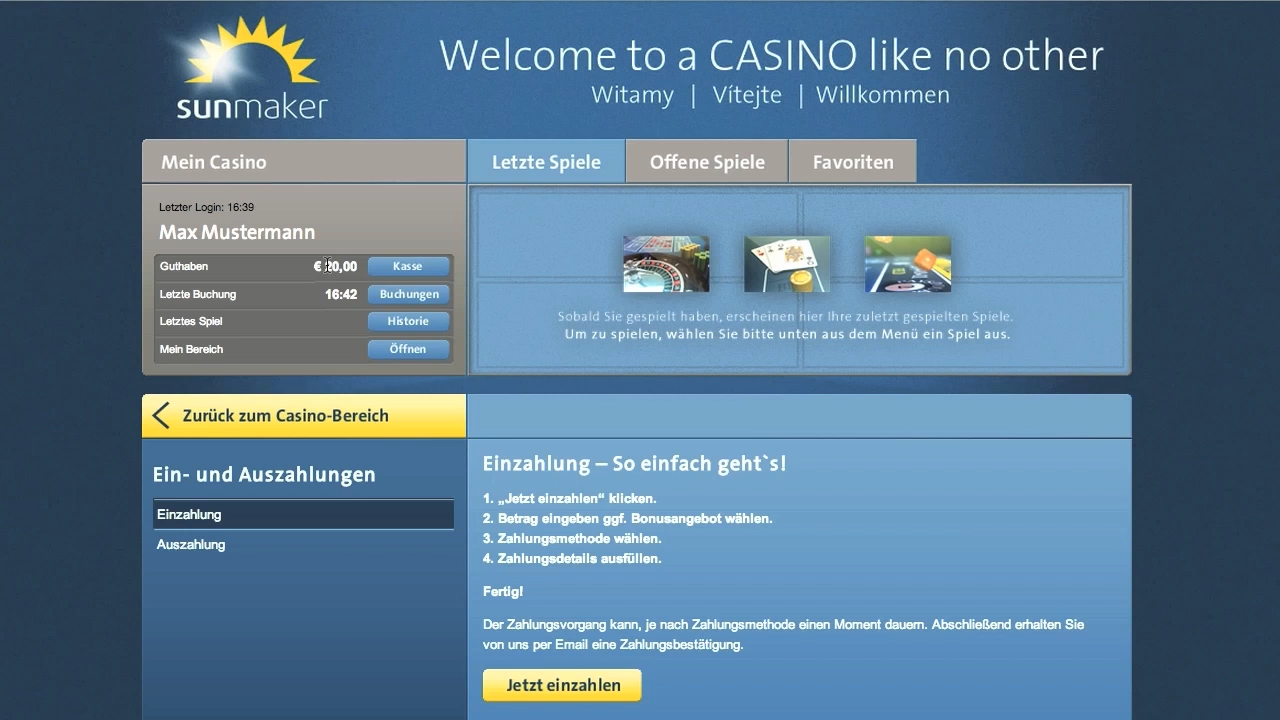 sunmaker
Welcome to a CASINO like no other
Witamy | Vítejte | Willkommen
Mein Casino
Letzte Spiele
Offene Spiele
Favoriten
Letzter Login: 16:39
Max Mustermann
Guthaben € 20,00 Kasse
Letzte Buchung 16:42 Buchungen
Letztes Spiel Historie
Mein Bereich Öffnen
Sobald Sie gespielt haben, erscheinen hier Ihre zuletzt gespielten Spiele.
Um zu spielen, wählen Sie bitte unten aus dem Menü ein Spiel aus.
Zurück zum Casino-Bereich
Ein- und Auszahlungen
Einzahlung
Auszahlung
Einzahlung – So einfach geht`s!
1. „Jetzt einzahlen“ klicken.
2. Betrag eingeben ggf. Bonusangebot wählen.
3. Zahlungsmethode wählen.
4. Zahlungsdetails ausfüllen.
Fertig!
Der Zahlungsvorgang kann, je nach Zahlungsmethode einen Moment dauern. Abschließend erhalten Sie
von uns per Email eine Zahlungsbestätigung.
Jetzt einzahlen